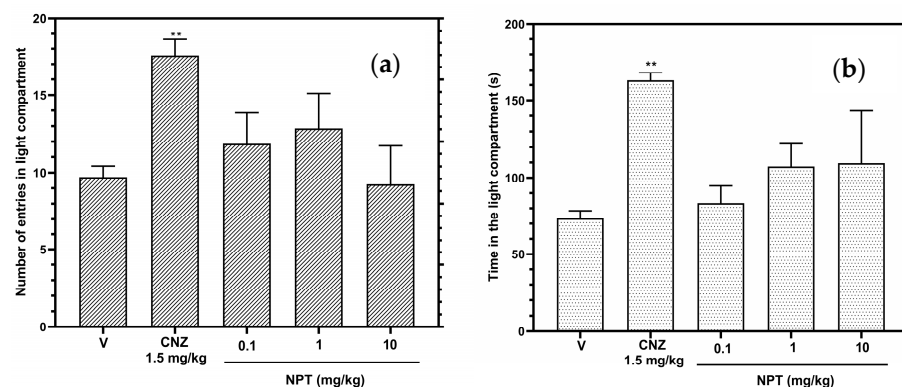 20
15
10
5
0
Number of entries in light compartment
**
(a)
V
CNZ
1.5 mg/kg
0.1
1
10
NPT (mg/kg)
200
150
100
50
0
Time in the light compartment (s)
**
(b)
V
CNZ
1.5 mg/kg
0.1
1
10
NPT (mg/kg)